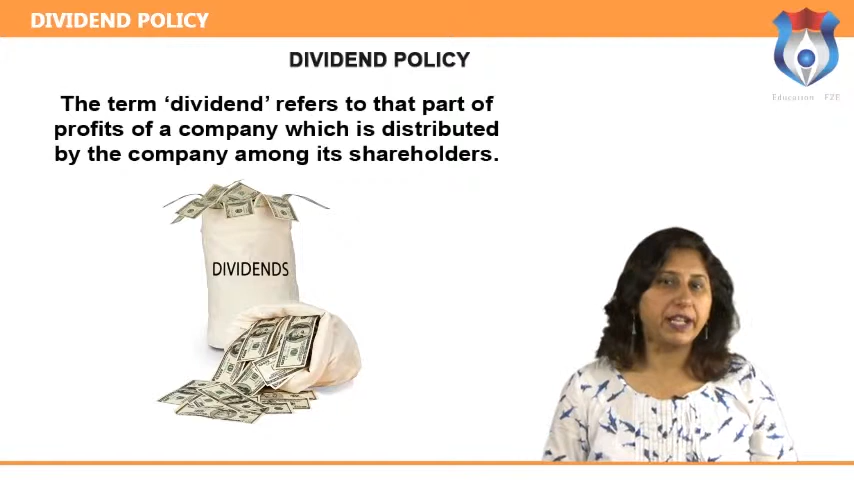 DIVIDEND POLICY
DIVIDEND POLICY
The term ‘dividend’ refers to that part of
profits of a company which is distributed
by the company among its shareholders.
DIVIDENDS
Education FZE